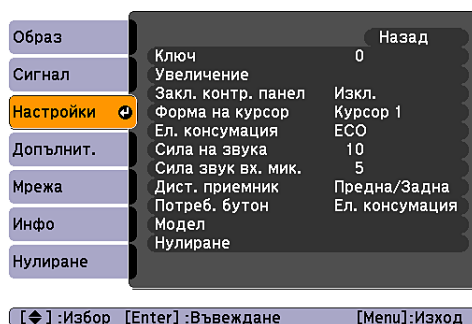 Образ
Сигнал
Настройки
Допълнит.
Мрежа
Инфо
Нулиране
Назад
Ключ 0
Увеличение
Закл. контр. панел Изкл.
Форма на курсор Курсор 1
Ел. консумация ECO
Сила на звука 10
Сила звук вх. мик. 5
Дист. приемник Предна/Задна
Потреб. бутон Ел. консумация
Модел
Нулиране
[◆] :Избор [Enter] :Въвеждане [Menu]:Изход